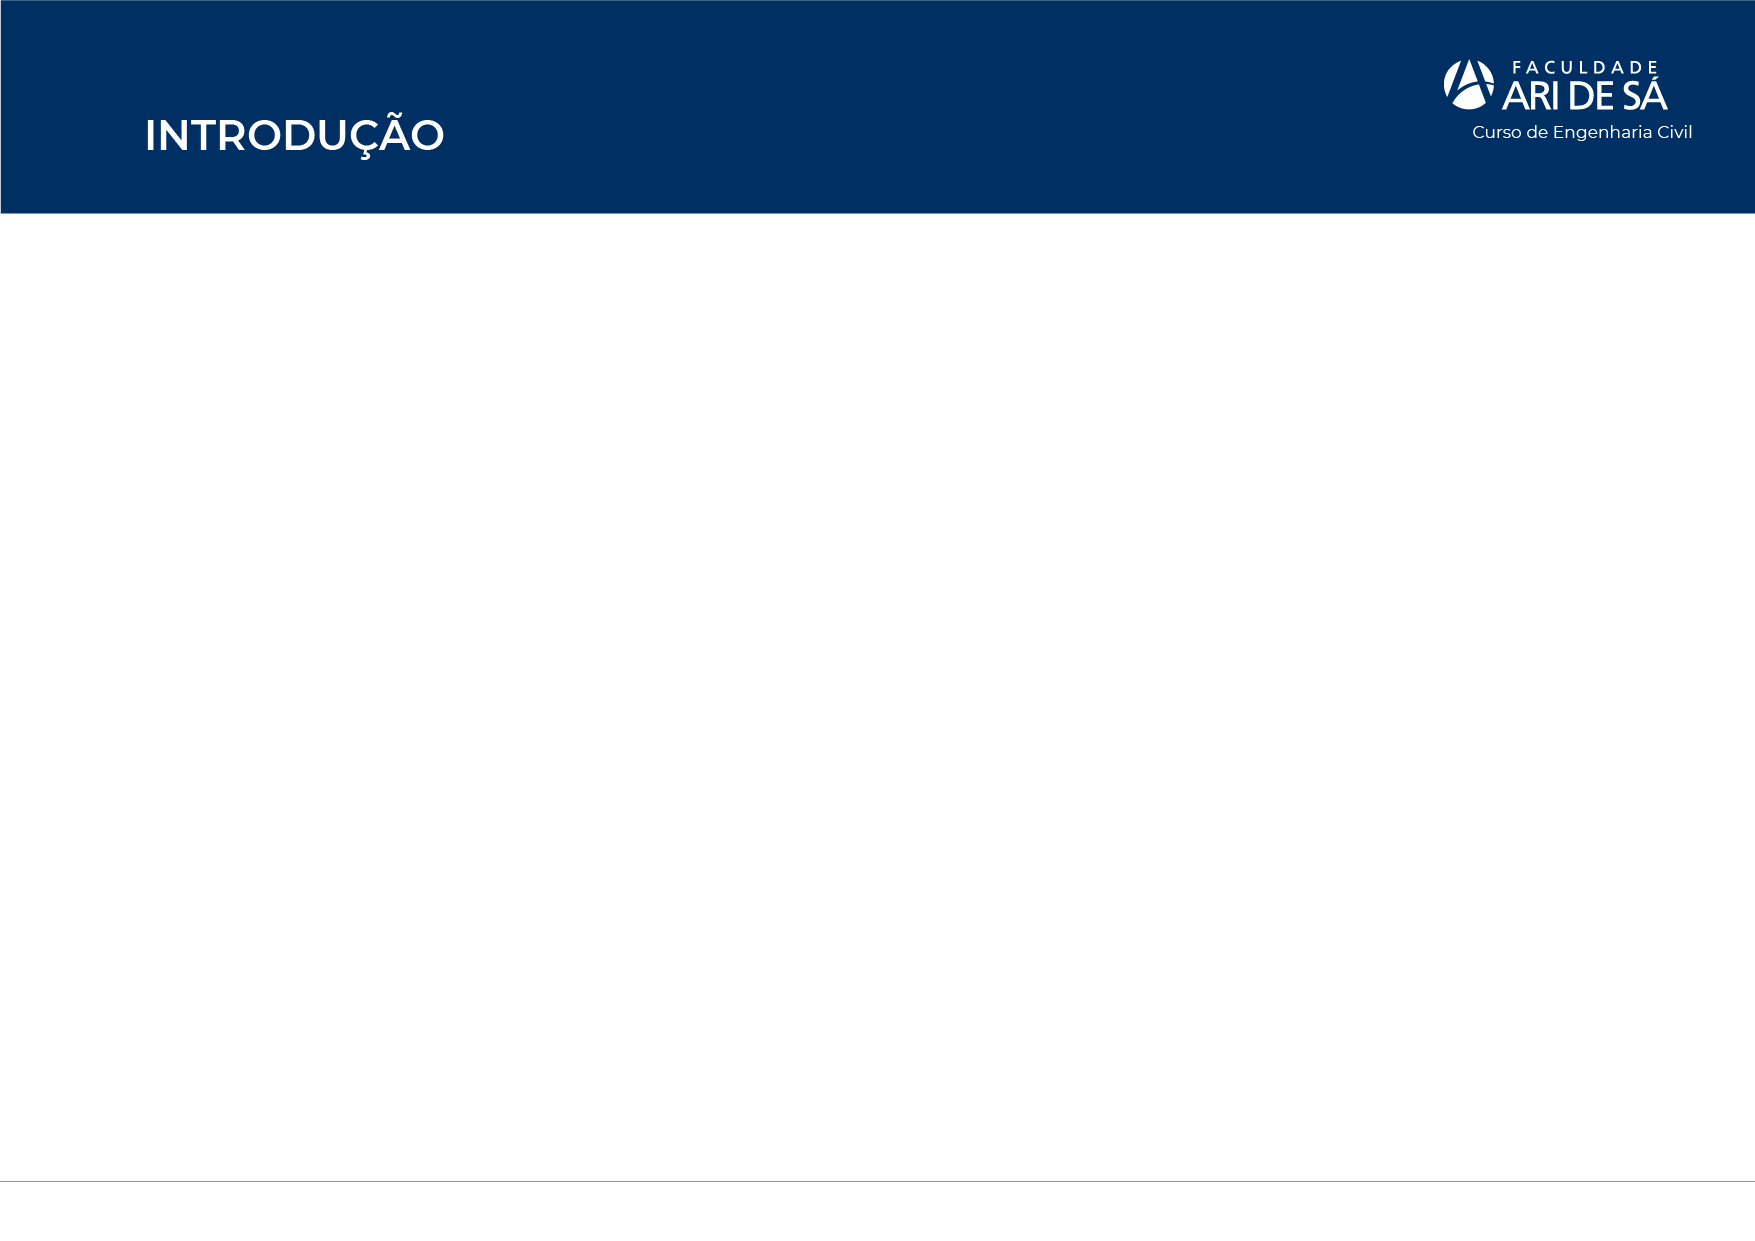 INTRODUÇÃO
FACULDADE
ARI DE SÁ
Curso de Engenharia Civil